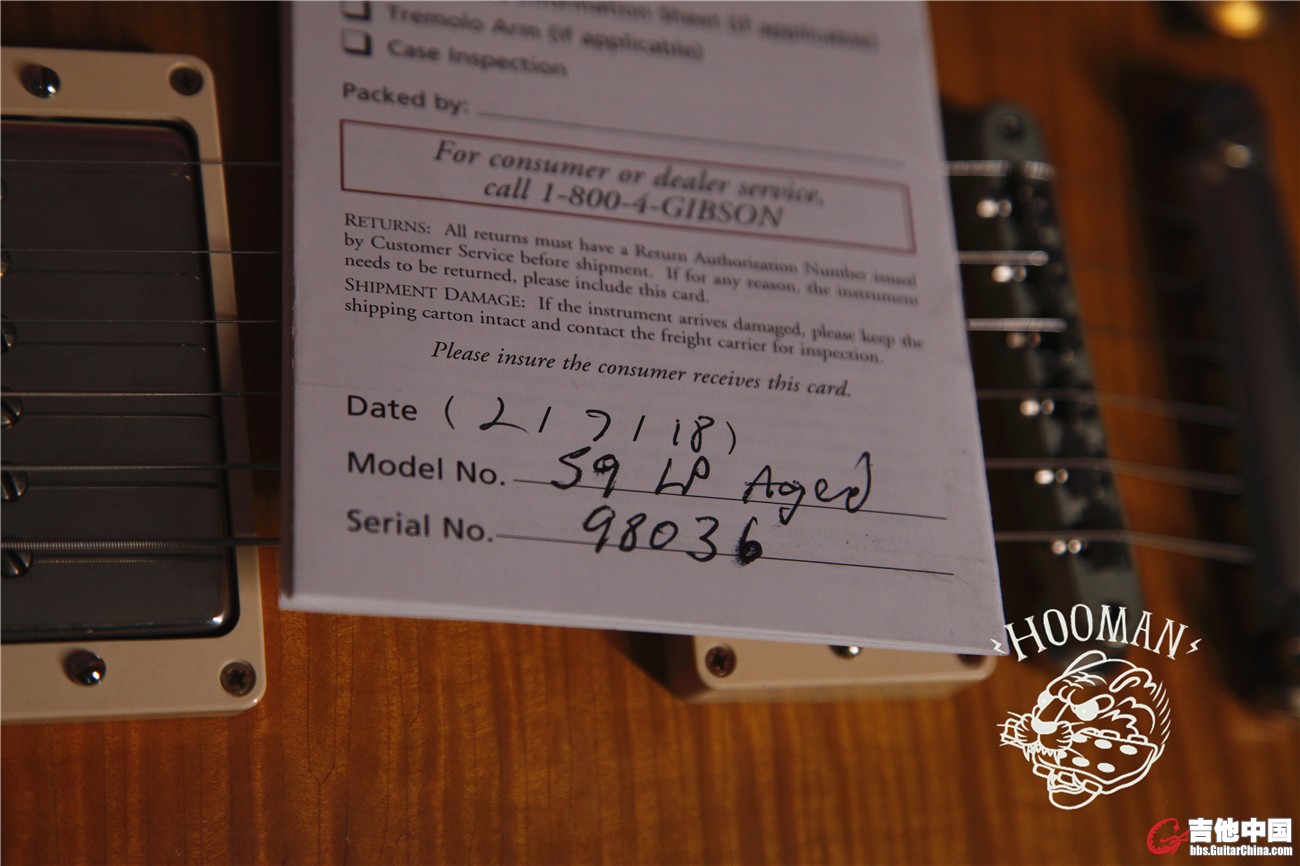 Information Sheet (if applicable)
Tremolo Arm (if applicable)
Case Inspection
Packed by:
For consumer or dealer service,
call 1-800-4-GIBSON
RETURNS: All returns must have a Return Authorization Number issued
by Customer Service before shipment. If for any reason, the instrument
needs to be returned, please include this card.
SHIPMENT DAMAGE: If the instrument arrives damaged, please keep the
shipping carton intact and contact the freight carrier for inspection.
Please insure the consumer receives this card.
Date ( 2 / 7 / 18 )
Model No. 59 LP Aged
Serial No. 98036
HOOMAN
吉他中国
bbs.GuitarChina.com